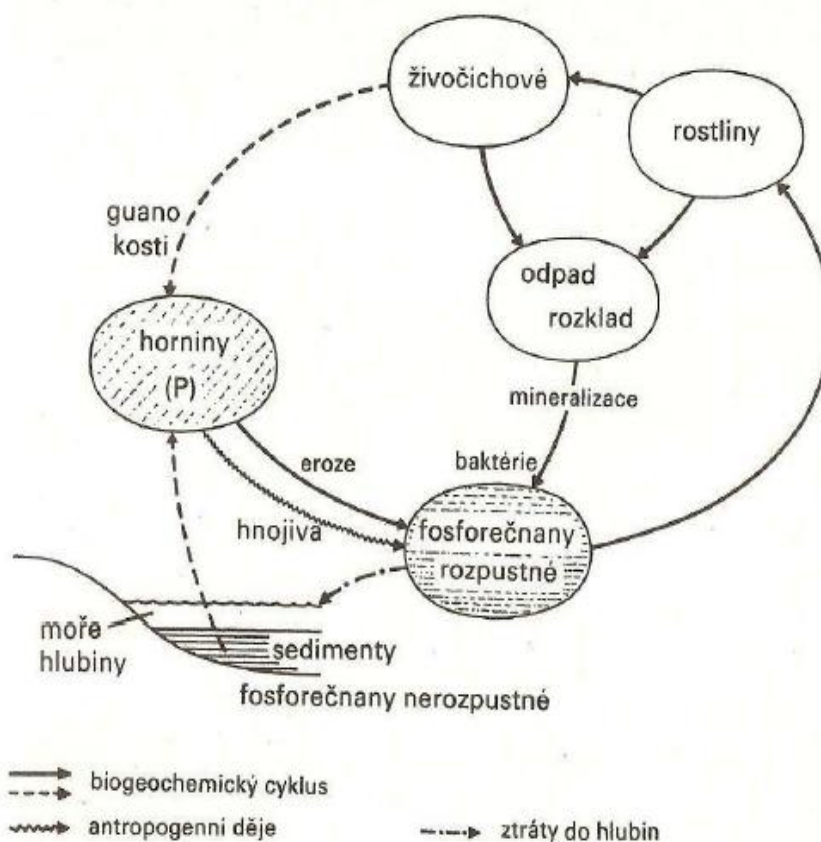 živočichové
rostliny
guano
kosti
odpad
rozklad
horniny
(P)
mineralizace
eroze
baktérie
hnojiva
fosforečnany
rozpustné
moře
hlubiny
sedimenty
fosforečnany nerozpustné
biogeochemický cyklus
antropogenní děje
ztráty do hlubin